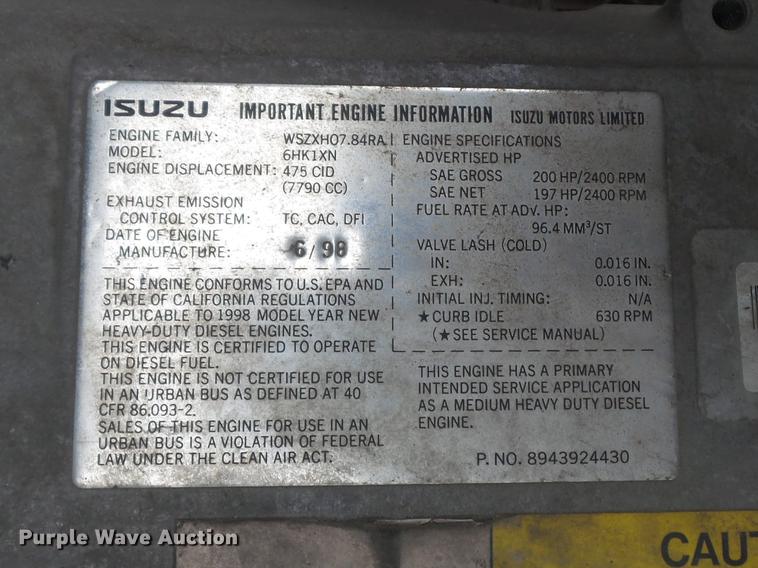 ISUZU IMPORTANT ENGINE INFORMATION ISUZU MOTORS LIMITED
ENGINE FAMILY: WSZXH07.84RA
MODEL: 6HK1XN
ENGINE DISPLACEMENT: 475 CID
(7790 CC)
EXHAUST EMISSION
CONTROL SYSTEM: TC, CAC, DFI
DATE OF ENGINE
MANUFACTURE: 6/98
THIS ENGINE CONFORMS TO U.S. EPA AND
STATE OF CALIFORNIA REGULATIONS
APPLICABLE TO 1998 MODEL YEAR NEW
HEAVY-DUTY DIESEL ENGINES.
THIS ENGINE IS CERTIFIED TO OPERATE
ON DIESEL FUEL.
THIS ENGINE IS NOT CERTIFIED FOR USE
IN AN URBAN BUS AS DEFINED AT 40
CFR 86.093-2.
SALES OF THIS ENGINE FOR USE IN AN
URBAN BUS IS A VIOLATION OF FEDERAL
LAW UNDER THE CLEAN AIR ACT.
ENGINE SPECIFICATIONS
ADVERTISED HP
SAE GROSS 200 HP/2400 RPM
SAE NET 197 HP/2400 RPM
FUEL RATE AT ADV. HP:
96.4 MM³/ST
VALVE LASH (COLD)
IN: 0.016 IN.
EXH: 0.016 IN.
INITIAL INJ. TIMING: N/A
★CURB IDLE 630 RPM
(★SEE SERVICE MANUAL)
THIS ENGINE HAS A PRIMARY
INTENDED SERVICE APPLICATION
AS A MEDIUM HEAVY DUTY DIESEL
ENGINE.
P. NO. 8943924430
Purple Wave Auction
CAUT